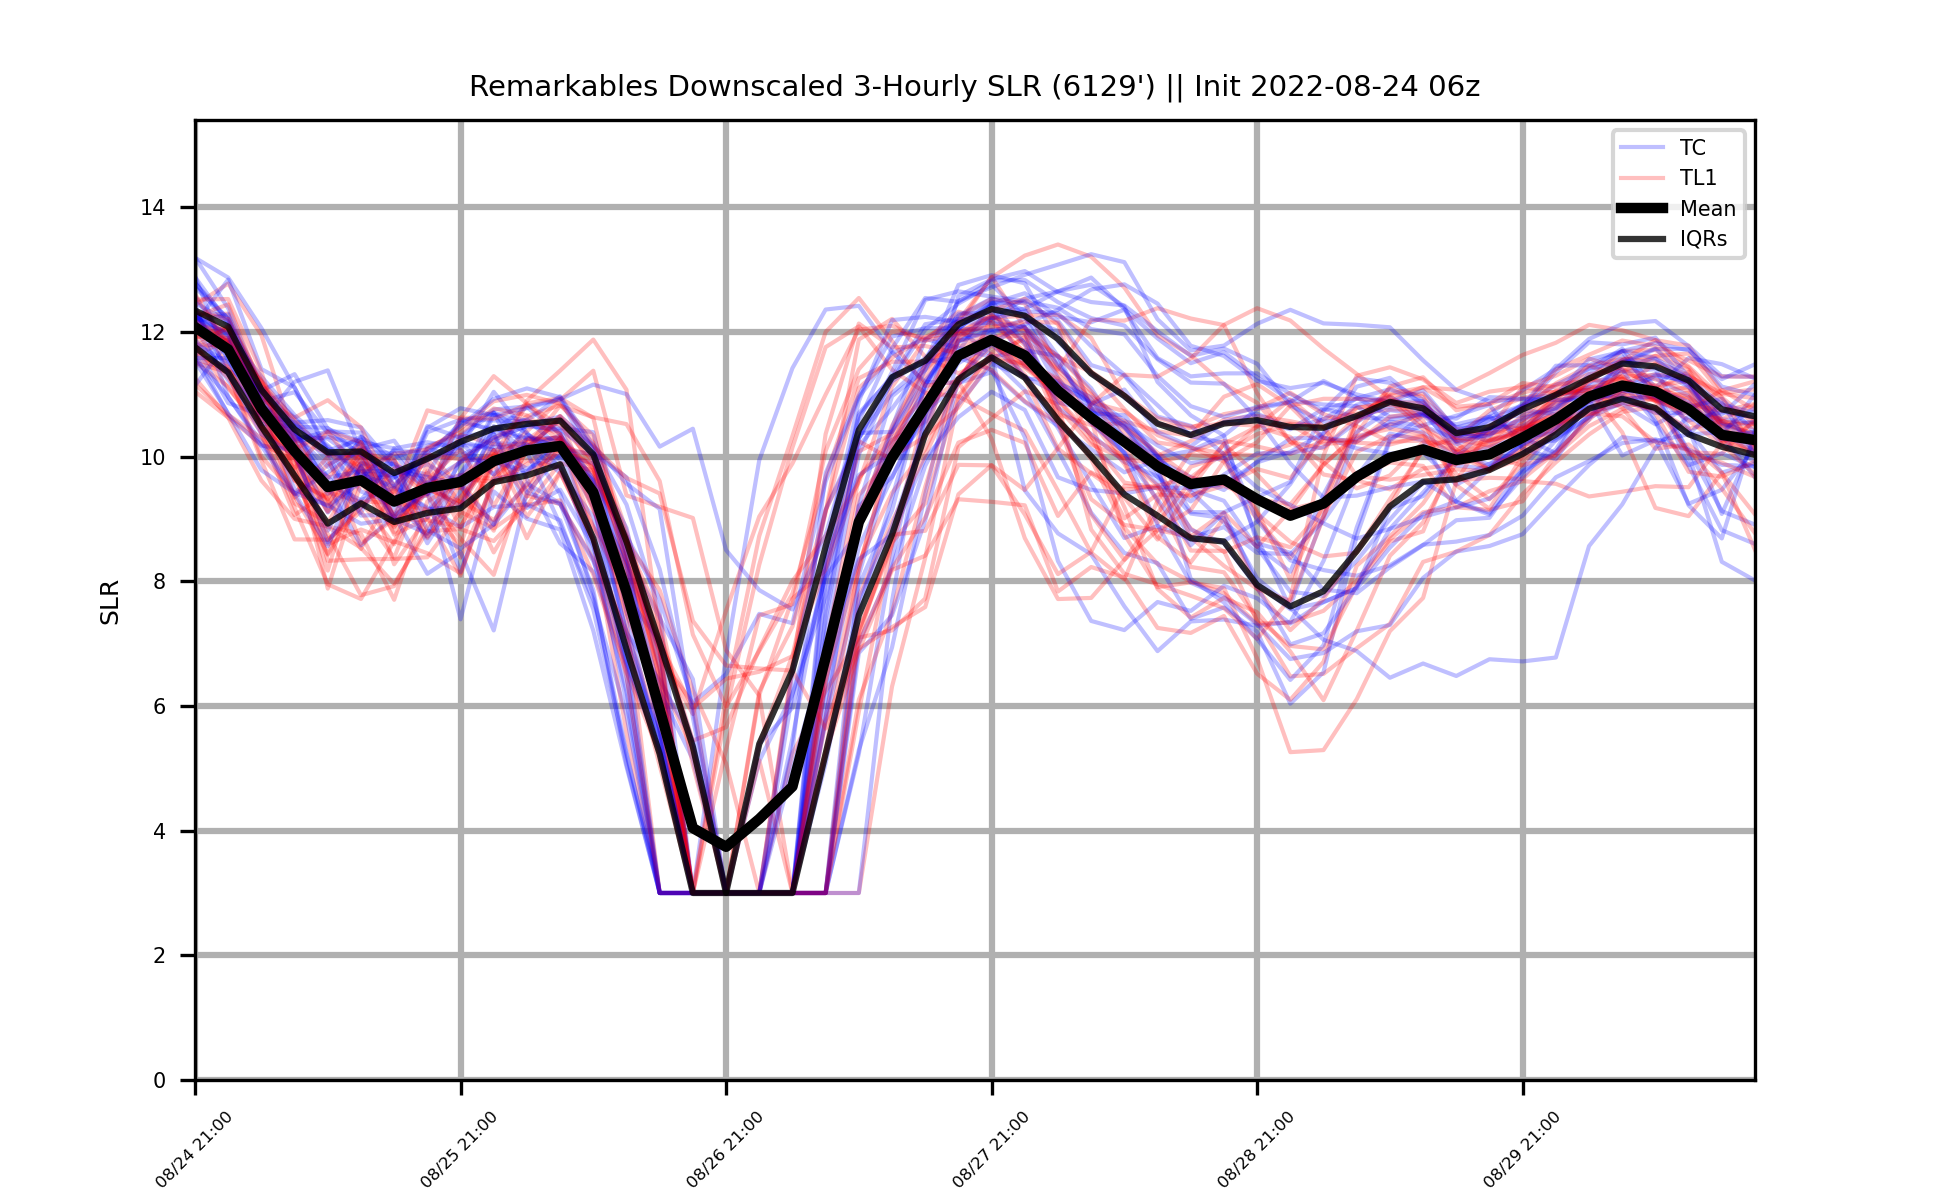 Remarkables Downscaled 3-Hourly SLR (6129') || Init 2022-08-24 06z
TC
TL1
Mean
IQRs
14
12
10
8
6
4
2
0
SLR
08/24 21:00
08/25 21:00
08/26 21:00
08/27 21:00
08/28 21:00
08/29 21:00